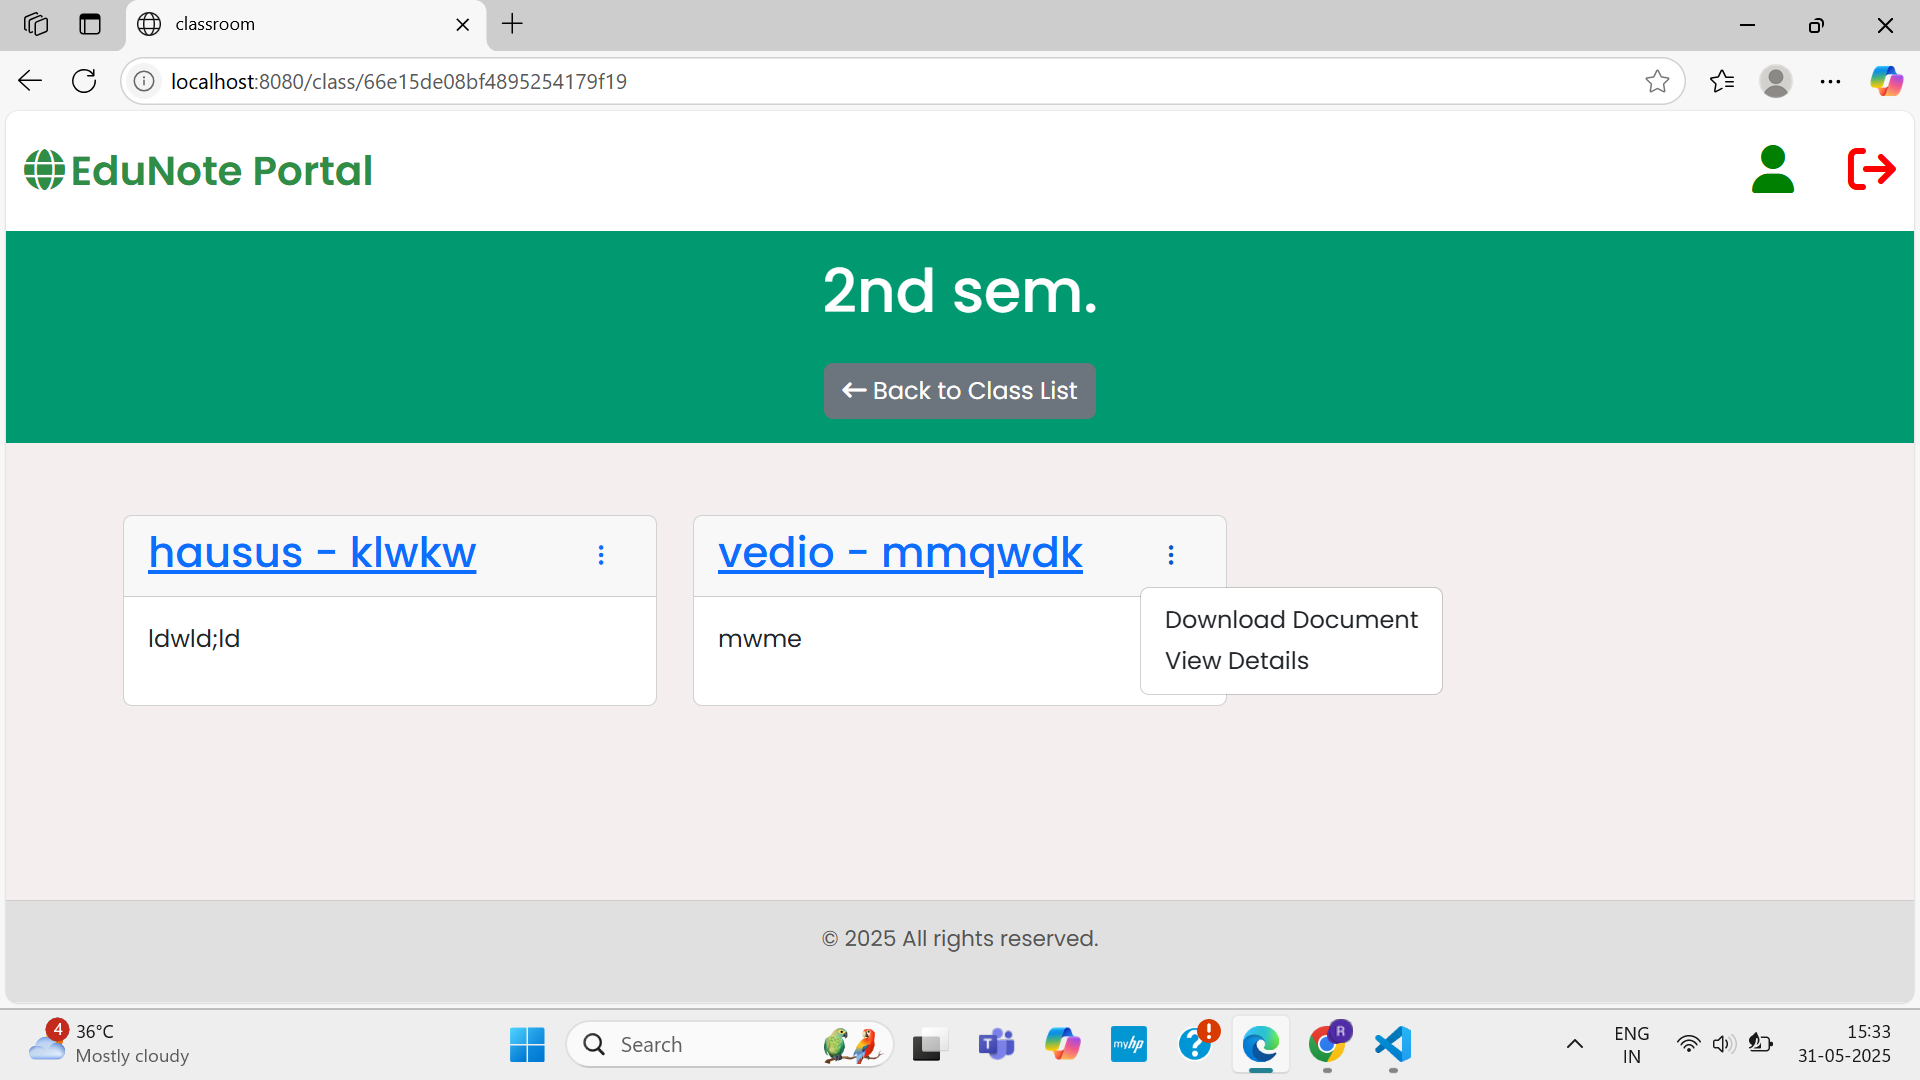 classroom
localhost:8080/class/66e15de08bf4895254179f19
EduNote Portal
2nd sem.
Back to Class List
hausus - klwkw
ldwld;ld
vedio - mmqwdk
mwme
Download Document
View Details
© 2025 All rights reserved.
4
36°C
Mostly cloudy
Search
T
myhp
?
!
R
ENG
IN
15:33
31-05-2025